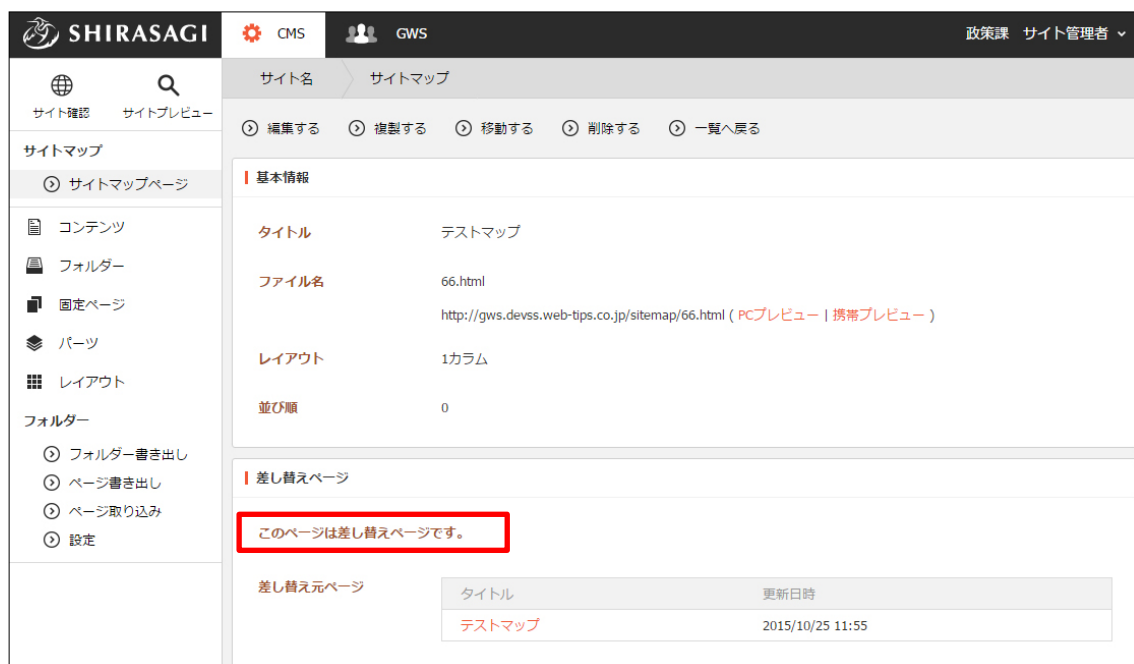 SHIRASAGI CMS GWS 政策課 サイト管理者
サイト確認 サイトプレビュー
サイト名 サイトマップ
編集する 複製する 移動する 削除する 一覧へ戻る
サイトマップ
サイトマップページ
コンテンツ
フォルダー
固定ページ
パーツ
レイアウト
フォルダー
フォルダー書き出し
ページ書き出し
ページ取り込み
設定
基本情報
タイトル テストマップ
ファイル名 66.html
http://gws.devss.web-tips.co.jp/sitemap/66.html ( PCプレビュー | 携帯プレビュー )
レイアウト 1カラム
並び順 0
差し替えページ
このページは差し替えページです。
差し替え元ページ
タイトル 更新日時
テストマップ 2015/10/25 11:55